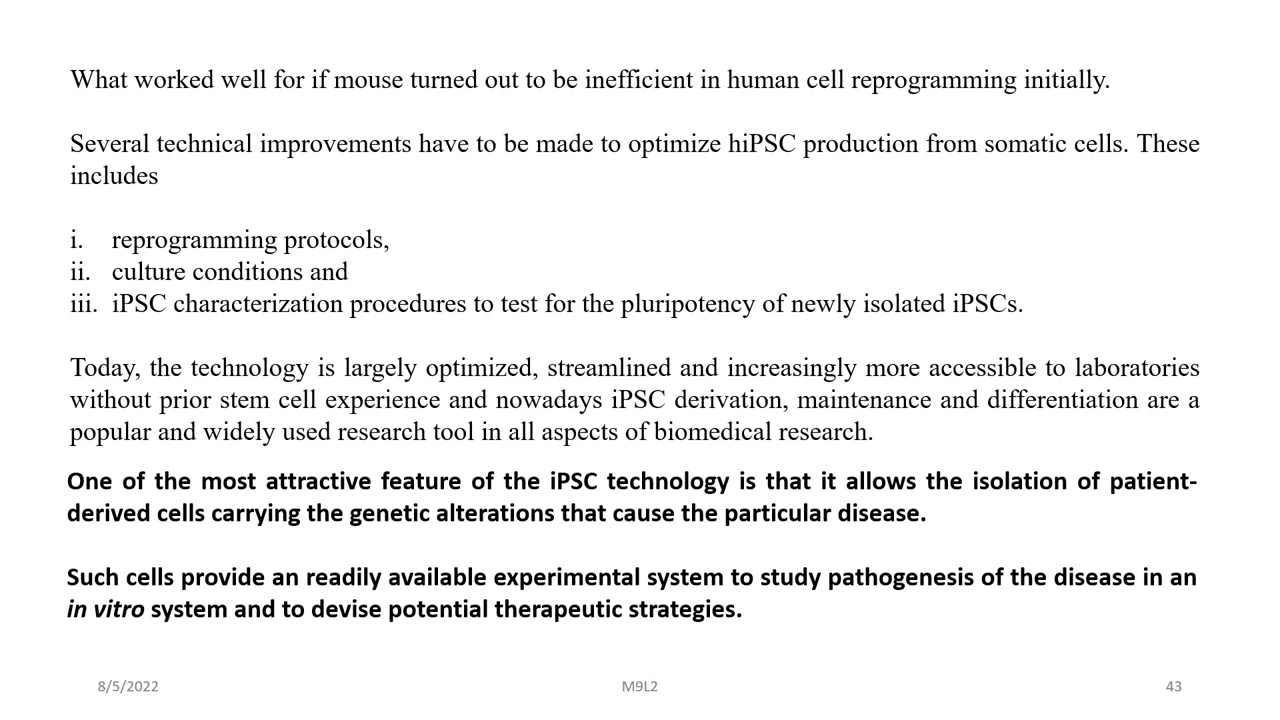 What worked well for if mouse turned out to be inefficient in human cell reprogramming initially.
Several technical improvements have to be made to optimize hiPSC production from somatic cells. These
includes
i. reprogramming protocols,
ii. culture conditions and
iii. iPSC characterization procedures to test for the pluripotency of newly isolated iPSCs.
Today, the technology is largely optimized, streamlined and increasingly more accessible to laboratories
without prior stem cell experience and nowadays iPSC derivation, maintenance and differentiation are a
popular and widely used research tool in all aspects of biomedical research.
One of the most attractive feature of the iPSC technology is that it allows the isolation of patient-
derived cells carrying the genetic alterations that cause the particular disease.
Such cells provide an readily available experimental system to study pathogenesis of the disease in an
in vitro system and to devise potential therapeutic strategies.
8/5/2022 M9L2 43